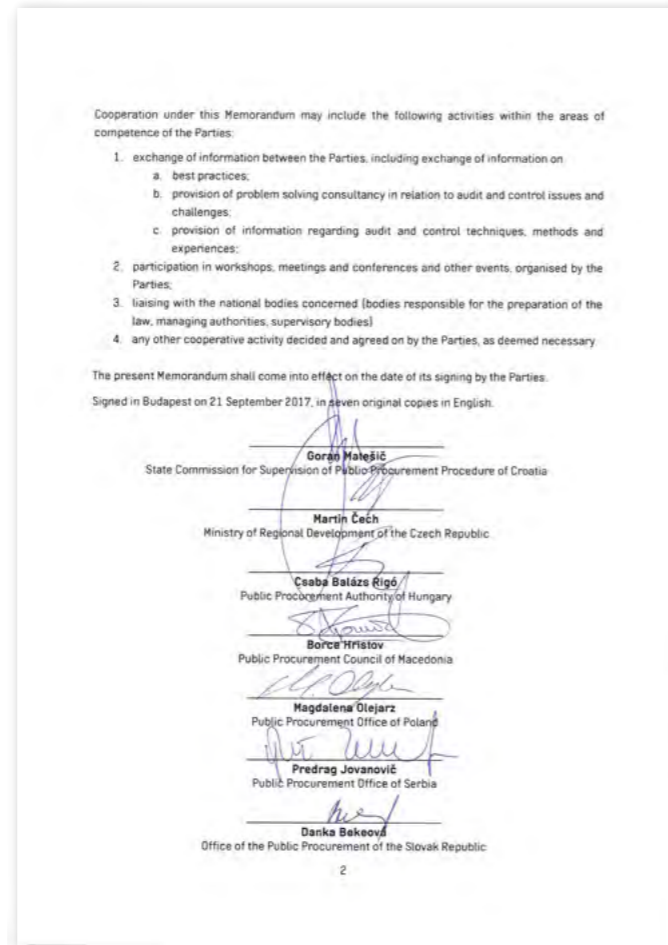 Cooperation under this Memorandum may include the following activities within the areas of
competence of the Parties:
1. exchange of information between the Parties, including exchange of information on
a. best practices;
b. provision of problem solving consultancy in relation to audit and control issues and
challenges;
c. provision of information regarding audit and control techniques, methods and
experiences;
2. participation in workshops, meetings and conferences and other events, organised by the
Parties;
3. liaising with the national bodies concerned (bodies responsible for the preparation of the
law, managing authorities, supervisory bodies)
4. any other cooperative activity decided and agreed on by the Parties, as deemed necessary
The present Memorandum shall come into effect on the date of its signing by the Parties.
Signed in Budapest on 21 September 2017, in seven original copies in English.
Goran Matešič
State Commission for Supervision of Public Procurement Procedure of Croatia
Martin Čech
Ministry of Regional Development of the Czech Republic
Csaba Balázs Rigó
Public Procurement Authority of Hungary
Borce Hristov
Public Procurement Council of Macedonia
Magdalena Olejarz
Public Procurement Office of Poland
Predrag Jovanovič
Public Procurement Office of Serbia
Danka Bekeová
Office of the Public Procurement of the Slovak Republic
2